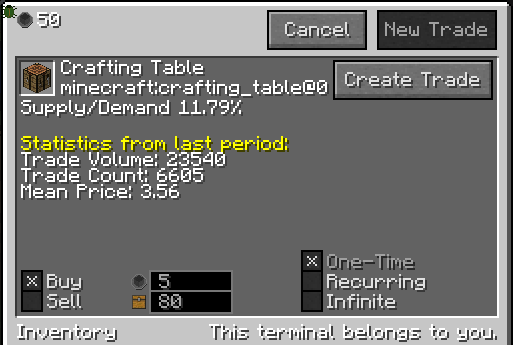 50
Cancel
New Trade
Crafting Table
minecraft:crafting_table@0
Create Trade
Supply/Demand 11.79%
Statistics from last period:
Trade Volume: 23540
Trade Count: 6605
Mean Price: 3.56
x Buy
5
x One-Time
Sell
80
Recurring
Infinite
Inventory
This terminal belongs to you.